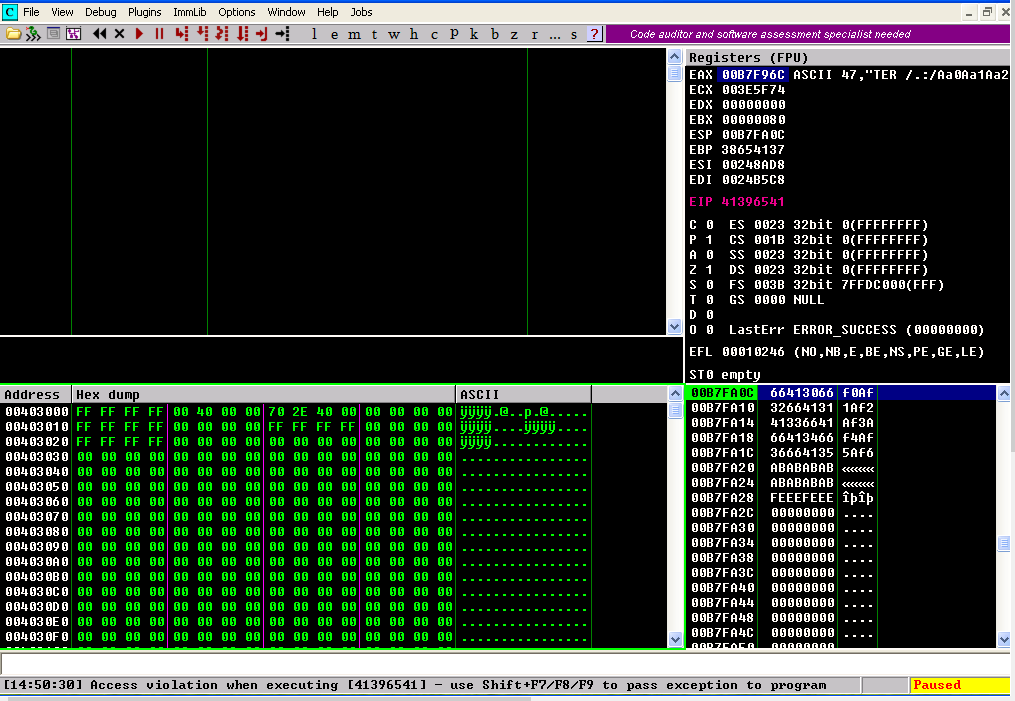 C File View Debug Plugins ImmLib Options Window Help Jobs
l e m t w h c P k b z r ... s ? Code auditor and software assessment specialist needed
Registers (FPU)
EAX 00B7F96C ASCII 47,"TER /.:/Aa0Aa1Aa2
ECX 003E5F74
EDX 00000000
EBX 00000080
ESP 00B7FA0C
EBP 38654137
ESI 00248AD8
EDI 0024B5C8
EIP 41396541
C 0 ES 0023 32bit 0(FFFFFFFF)
P 1 CS 001B 32bit 0(FFFFFFFF)
A 0 SS 0023 32bit 0(FFFFFFFF)
Z 1 DS 0023 32bit 0(FFFFFFFF)
S 0 FS 003B 32bit 7FFDC000(FFF)
T 0 GS 0000 NULL
D 0
O 0 LastErr ERROR_SUCCESS (00000000)
EFL 00010246 (NO,NB,E,BE,NS,PE,GE,LE)
ST0 empty
Address Hex dump ASCII
00403000 FF FF FF FF 00 40 00 00 70 2E 40 00 00 00 00 00 ÿÿÿÿ.@..p.@.....
00403010 FF FF FF FF 00 00 00 00 FF FF FF FF 00 00 00 00 ÿÿÿÿ....ÿÿÿÿ....
00403020 FF FF FF FF 00 00 00 00 00 00 00 00 00 00 00 00 ÿÿÿÿ............
00403030 00 00 00 00 00 00 00 00 00 00 00 00 00 00 00 00 ................
00403040 00 00 00 00 00 00 00 00 00 00 00 00 00 00 00 00 ................
00403050 00 00 00 00 00 00 00 00 00 00 00 00 00 00 00 00 ................
00403060 00 00 00 00 00 00 00 00 00 00 00 00 00 00 00 00 ................
00403070 00 00 00 00 00 00 00 00 00 00 00 00 00 00 00 00 ................
00403080 00 00 00 00 00 00 00 00 00 00 00 00 00 00 00 00 ................
00403090 00 00 00 00 00 00 00 00 00 00 00 00 00 00 00 00 ................
004030A0 00 00 00 00 00 00 00 00 00 00 00 00 00 00 00 00 ................
004030B0 00 00 00 00 00 00 00 00 00 00 00 00 00 00 00 00 ................
004030C0 00 00 00 00 00 00 00 00 00 00 00 00 00 00 00 00 ................
004030D0 00 00 00 00 00 00 00 00 00 00 00 00 00 00 00 00 ................
004030E0 00 00 00 00 00 00 00 00 00 00 00 00 00 00 00 00 ................
004030F0 00 00 00 00 00 00 00 00 00 00 00 00 00 00 00 00 ................
00B7FA0C 66413066 f0Af
00B7FA10 32664131 1Af2
00B7FA14 41336641 Af3A
00B7FA18 66413466 f4Af
00B7FA1C 36664135 5Af6
00B7FA20 ABABABAB ««««
00B7FA24 ABABABAB ««««
00B7FA28 FEEEFEEE îþîþ
00B7FA2C 00000000 ....
00B7FA30 00000000 ....
00B7FA34 00000000 ....
00B7FA38 00000000 ....
00B7FA3C 00000000 ....
00B7FA40 00000000 ....
00B7FA44 00000000 ....
00B7FA48 00000000 ....
00B7FA4C 00000000 ....
[14:50:30] Access violation when executing [41396541] - use Shift+F7/F8/F9 to pass exception to program Paused